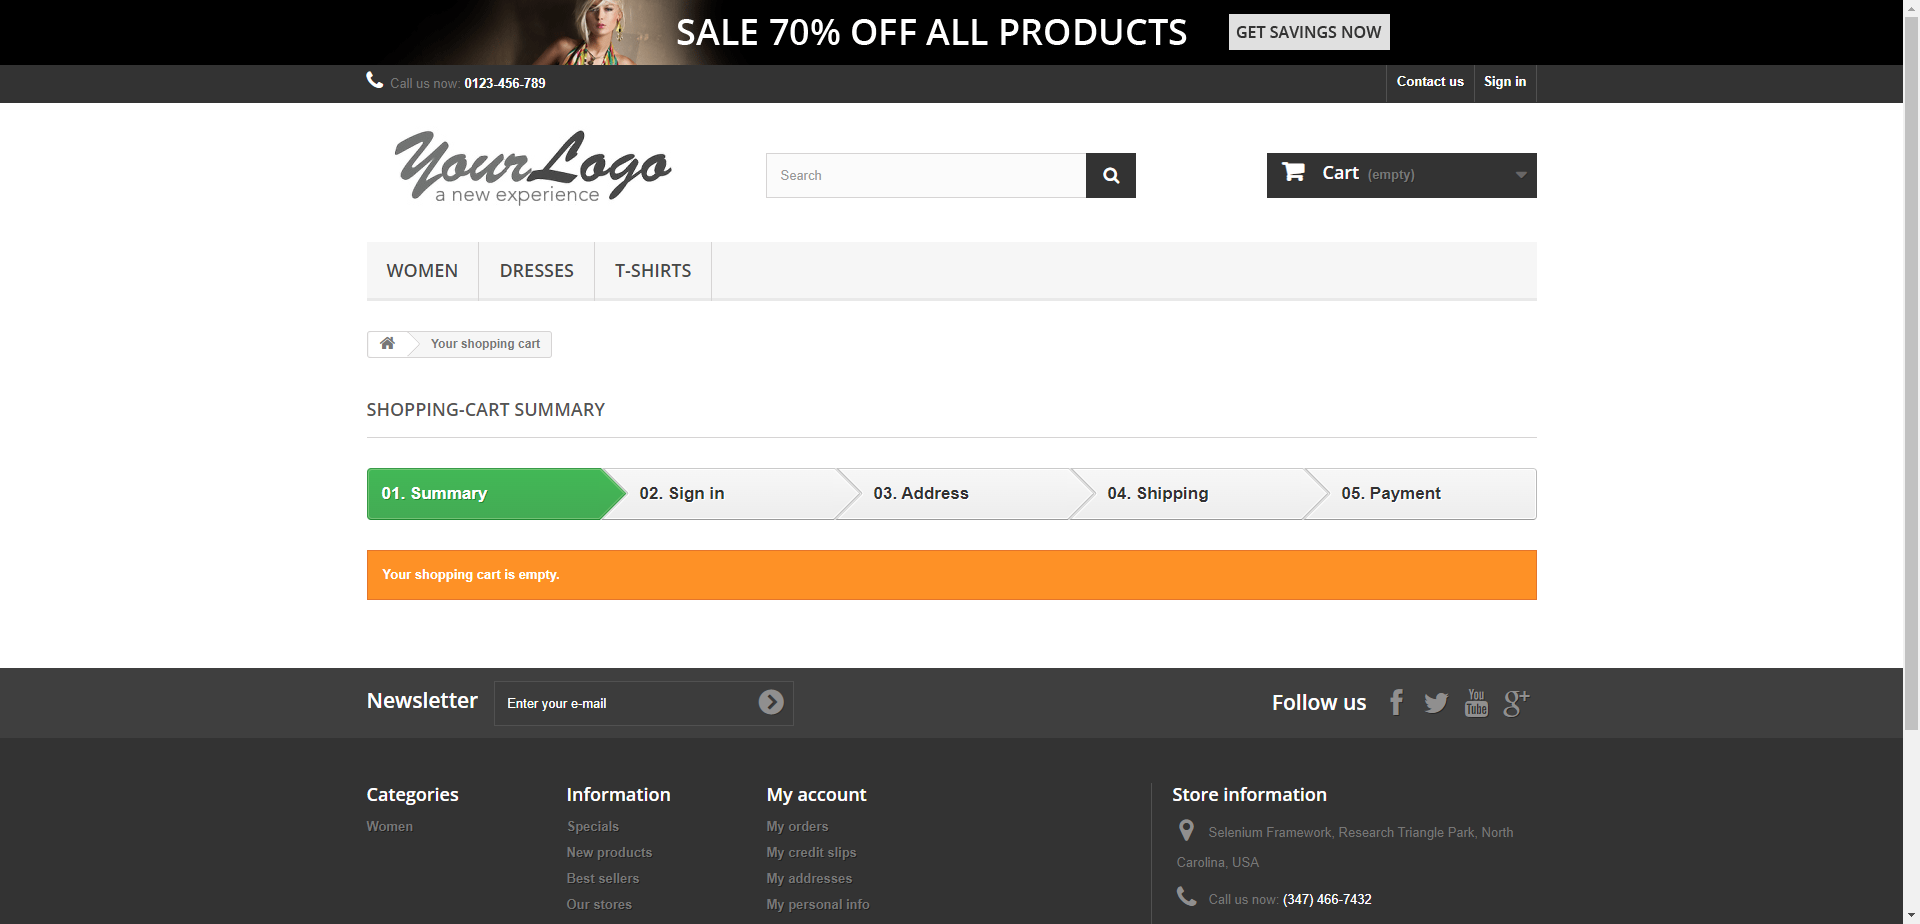 SALE 70% OFF ALL PRODUCTS GET SAVINGS NOW
Call us now: 0123-456-789
Contact us Sign in
YourLogo
a new experience
Search
Cart (empty)
WOMEN DRESSES T-SHIRTS
Your shopping cart
SHOPPING-CART SUMMARY
01. Summary 02. Sign in 03. Address 04. Shipping 05. Payment
Your shopping cart is empty.
Newsletter Enter your e-mail
Follow us f You Tube g+
Categories
Women
Information
Specials
New products
Best sellers
Our stores
My account
My orders
My credit slips
My addresses
My personal info
Store information
Selenium Framework, Research Triangle Park, North
Carolina, USA
Call us now: (347) 466-7432